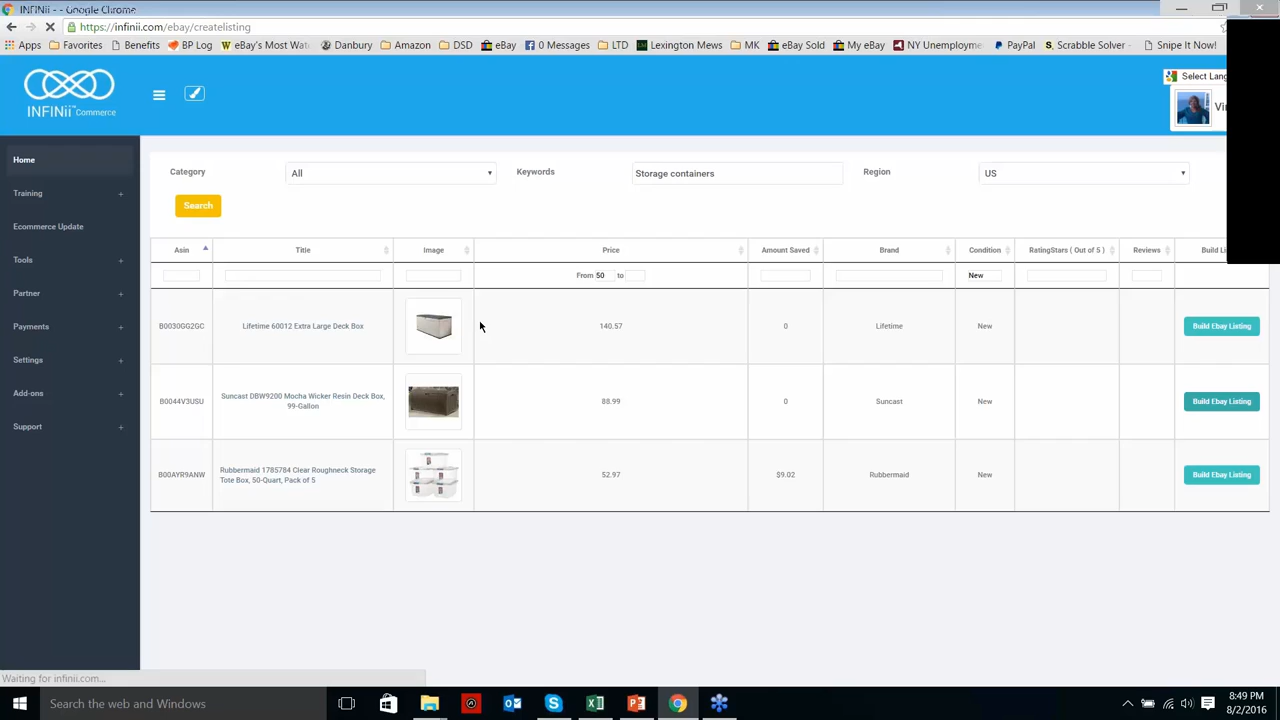 INFINii - Chrome
https://infinii.com/ebay/createlisting
Apps Favorites Benefits BP Log eBay's Most Wat Danbury Amazon DSD eBay 0 Messages LTD Lexington Mews MK eBay Sold My eBay NY Unemployme PayPal Scrabble Solver - Snipe It Now!
INFINii Commerce
Select Lang
Home
Training +
Ecommerce Update
Tools +
Partner +
Payments +
Settings +
Add-ons +
Support +
Category All Keywords Storage containers Region US
Search
Asin Title Image Price Amount Saved Brand Condition RatingStars ( Out of 5 ) Reviews Build Li
From 50 to New
B0030GG2GC Lifetime 60012 Extra Large Deck Box 140.57 0 Lifetime New Build Ebay Listing
B0044V3USU Suncast DBW9200 Mocha Wicker Resin Deck Box, 99-Gallon 88.99 0 Suncast New Build Ebay Listing
B00AYR9ANW Rubbermaid 1785784 Clear Roughneck Storage Tote Box, 50-Quart, Pack of 5 52.97 $9.02 Rubbermaid New Build Ebay Listing
Waiting for infinii.com...
Search the web and Windows
8:49 PM
8/2/2016